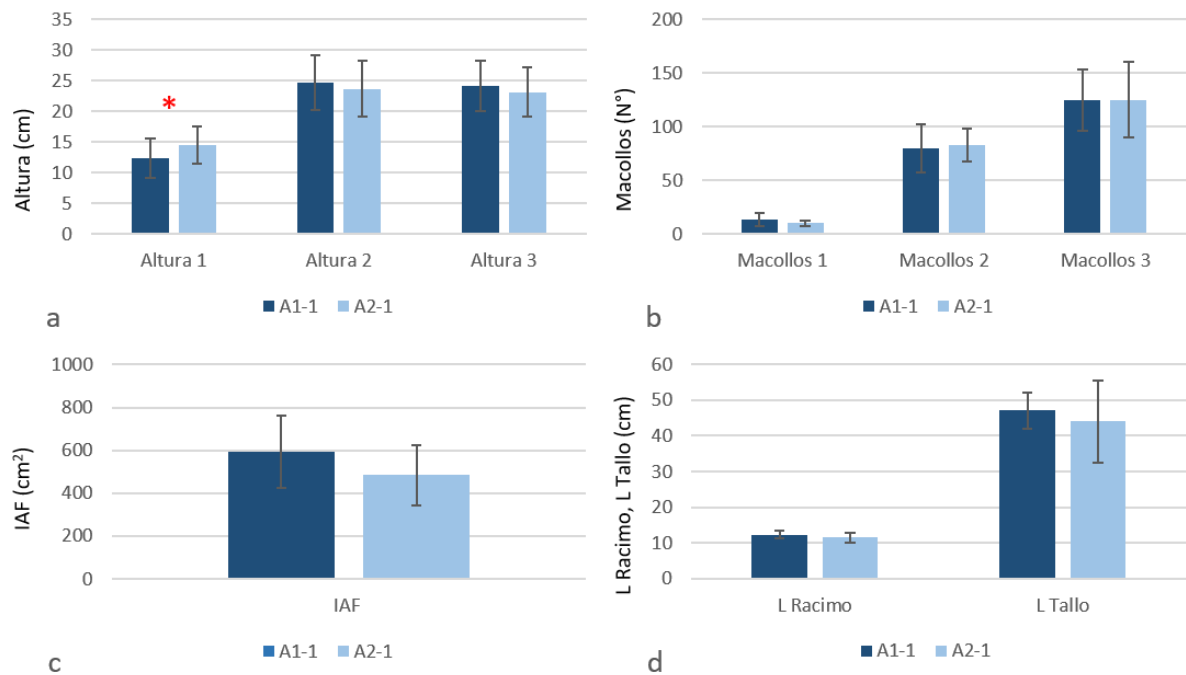 35
30
25
20
15
10
5
0
Altura (cm)
*
Altura 1 Altura 2 Altura 3
A1-1 A2-1
a
200
150
100
50
0
Macollos (N°)
Macollos 1 Macollos 2 Macollos 3
A1-1 A2-1
b
1000
800
600
400
200
0
IAF (cm²)
IAF
A1-1 A2-1
c
60
50
40
30
20
10
0
L Racimo, L Tallo (cm)
L Racimo L Tallo
A1-1 A2-1
d